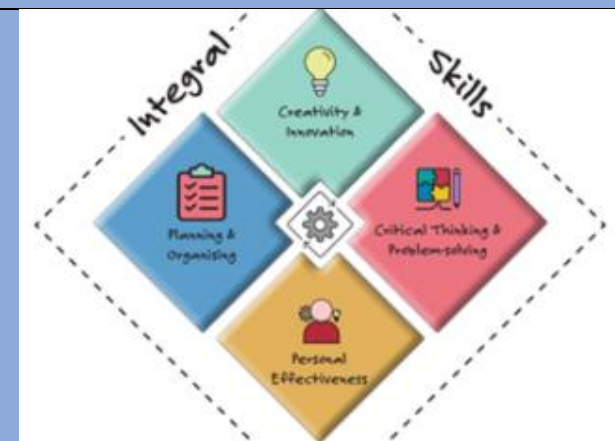 Integral
Skills
Creativity &
Innovation
Planning &
Organising
Critical Thinking &
Problem-solving
Personal
Effectiveness